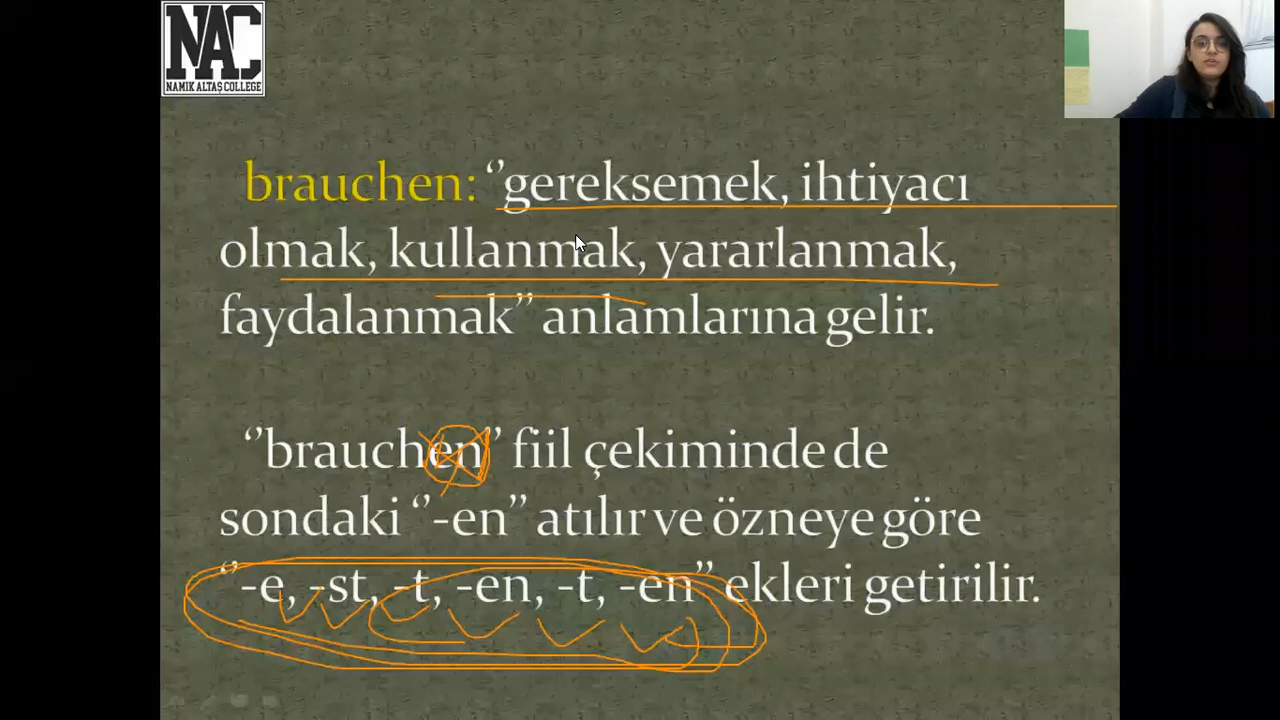 NAC
NAMIK ALTAŞ COLLEGE
brauchen: ‘’gereksemek, ihtiyacı
olmak, kullanmak, yararlanmak,
faydalanmak’’ anlamlarına gelir.
‘’brauchen’’ fiil çekiminde de
sondaki ‘’-en’’ atılır ve özneye göre
‘’-e, -st, -t, -en, -t, -en’’ ekleri getirilir.